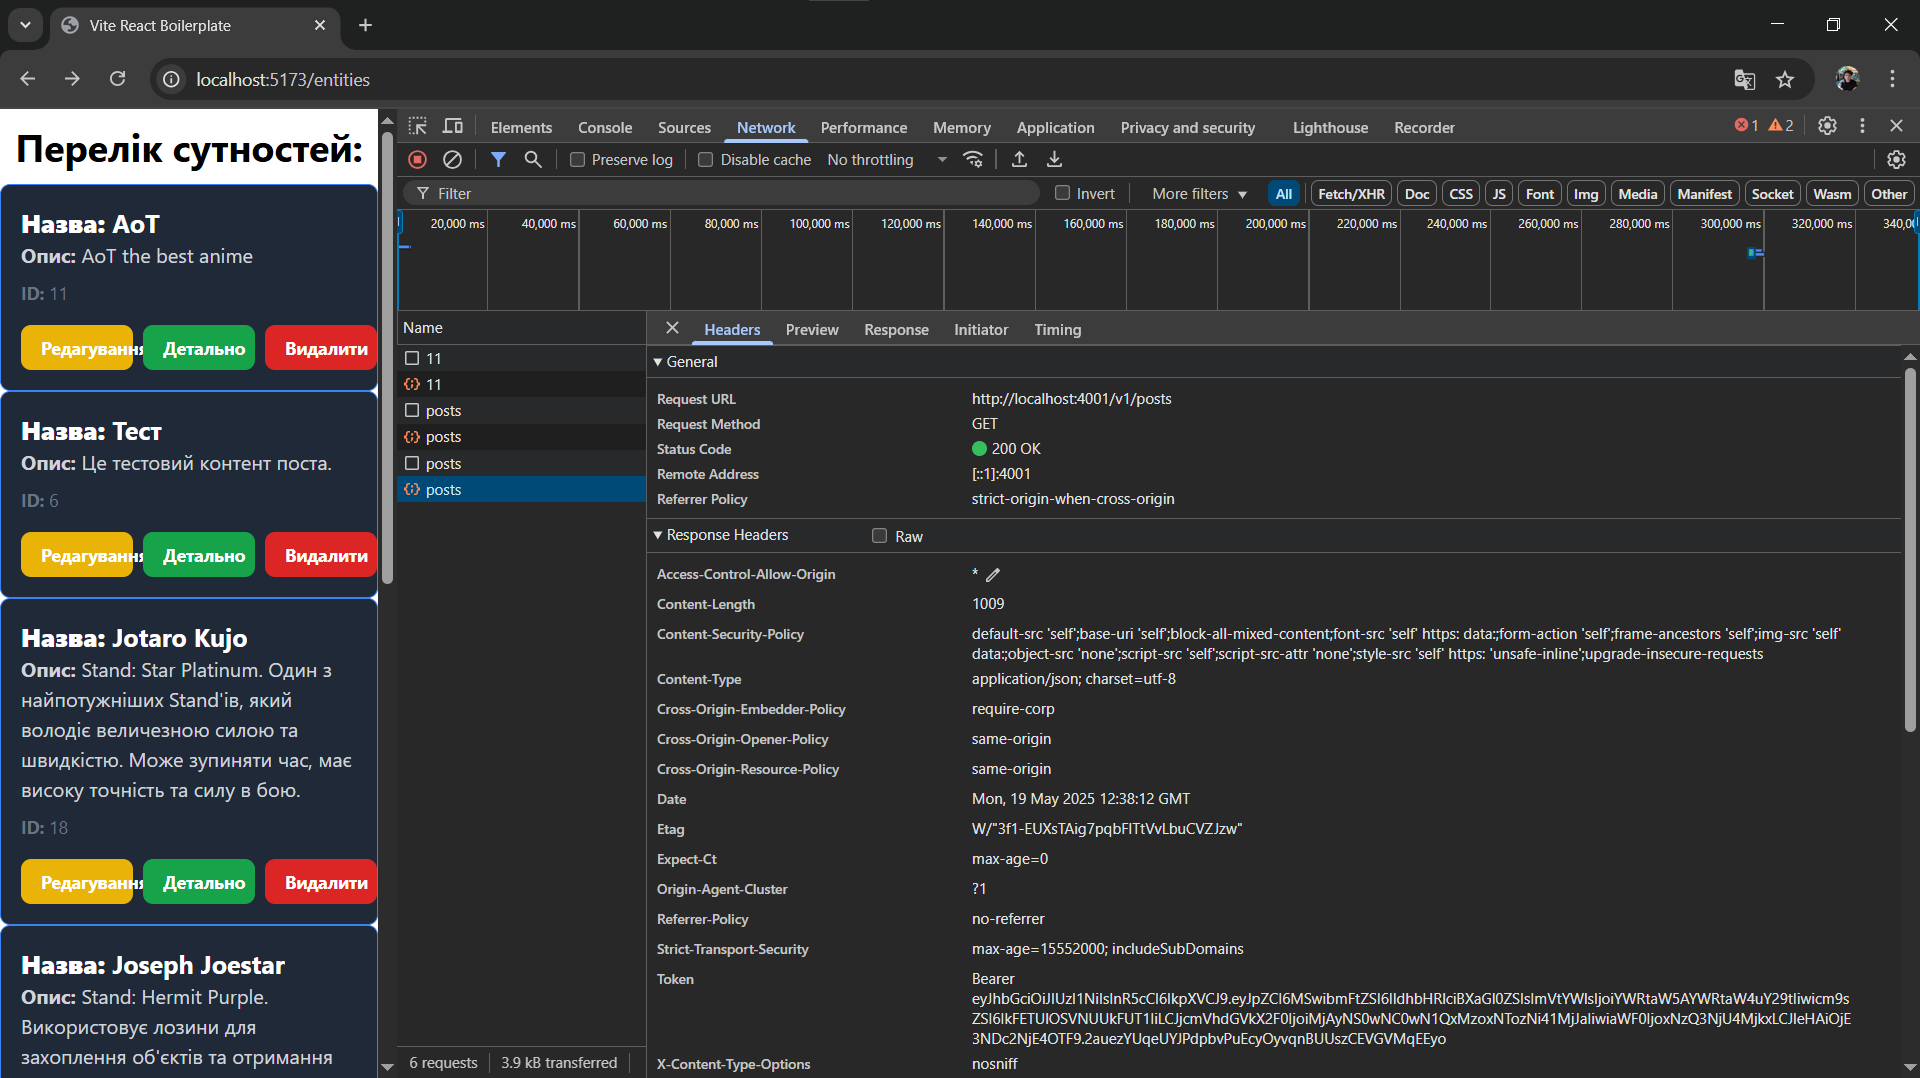 Vite React Boilerplate
localhost:5173/entities
Перелік сутностей:
Назва: AoT
Опис: AoT the best anime
ID: 11
Редагування
Детально
Видалити
Назва: Тест
Опис: Це тестовий контент поста.
ID: 6
Редагування
Детально
Видалити
Назва: Jotaro Kujo
Опис: Stand: Star Platinum. Один з
найпотужніших Stand'ів, який
володіє величезною силою та
швидкістю. Може зупиняти час, має
високу точність та силу в бою.
ID: 18
Редагування
Детально
Видалити
Назва: Joseph Joestar
Опис: Stand: Hermit Purple.
Використовує лозини для
захоплення об'єктів та отримання
Elements Console Sources Network Performance Memory Application Privacy and security Lighthouse Recorder 1 2
Preserve log Disable cache No throttling
Filter Invert More filters All Fetch/XHR Doc CSS JS Font Img Media Manifest Socket Wasm Other
20,000 ms 40,000 ms 60,000 ms 80,000 ms 100,000 ms 120,000 ms 140,000 ms 160,000 ms 180,000 ms 200,000 ms 220,000 ms 240,000 ms 260,000 ms 280,000 ms 300,000 ms 320,000 ms
Name
11
11
posts
posts
posts
posts
6 requests 3.9 kB transferred
Headers Preview Response Initiator Timing
General
Request URL http://localhost:4001/v1/posts
Request Method GET
Status Code 200 OK
Remote Address [::1]:4001
Referrer Policy strict-origin-when-cross-origin
Response Headers Raw
Access-Control-Allow-Origin *
Content-Length 1009
Content-Security-Policy default-src 'self';base-uri 'self';block-all-mixed-content;font-src 'self' https: data:;form-action 'self';frame-ancestors 'self';img-src 'self'
data:;object-src 'none';script-src 'self';script-src-attr 'none';style-src 'self' https: 'unsafe-inline';upgrade-insecure-requests
Content-Type application/json; charset=utf-8
Cross-Origin-Embedder-Policy require-corp
Cross-Origin-Opener-Policy same-origin
Cross-Origin-Resource-Policy same-origin
Date Mon, 19 May 2025 12:38:12 GMT
Etag
Expect-Ct max-age=0
Origin-Agent-Cluster ?1
Referrer-Policy no-referrer
Strict-Transport-Security max-age=15552000; includeSubDomains
Token Bearer
X-Content-Type-Options nosniff